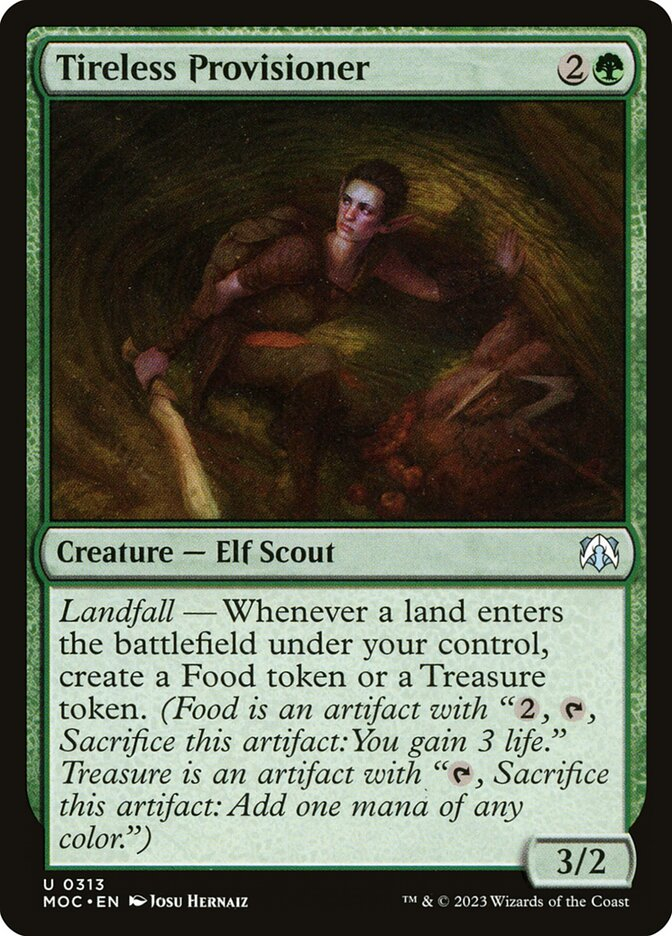 Tireless Provisioner 2
Creature — Elf Scout
Landfall — Whenever a land enters
the battlefield under your control,
create a Food token or a Treasure
token. (Food is an artifact with “2, ,
Sacrifice this artifact: You gain 3 life.”
Treasure is an artifact with “ , Sacrifice
this artifact: Add one mana of any
color.”)
3/2
U 0313
MOC • EN Josu Hernaiz
™ & © 2023 Wizards of the Coast